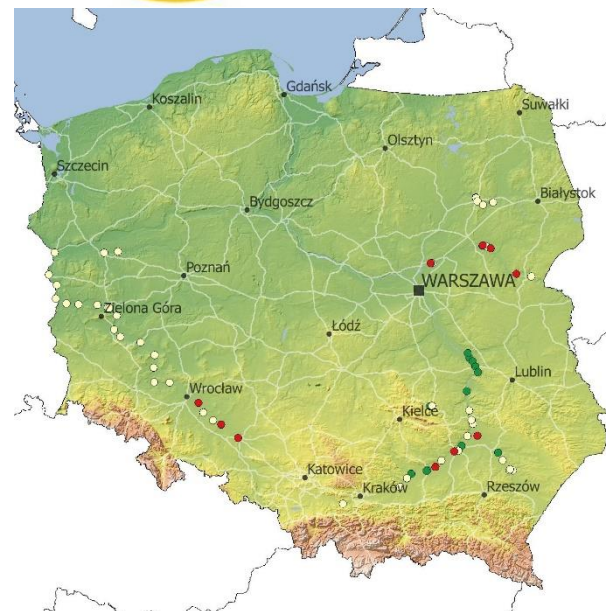 Gdańsk
Koszalin
Suwałki
Olsztyn
Szczecin
Białystok
Bydgoszcz
Poznań
WARSZAWA
Zielona Góra
Łódź
Lublin
Wrocław
Kielce
Katowice
Kraków
Rzeszów